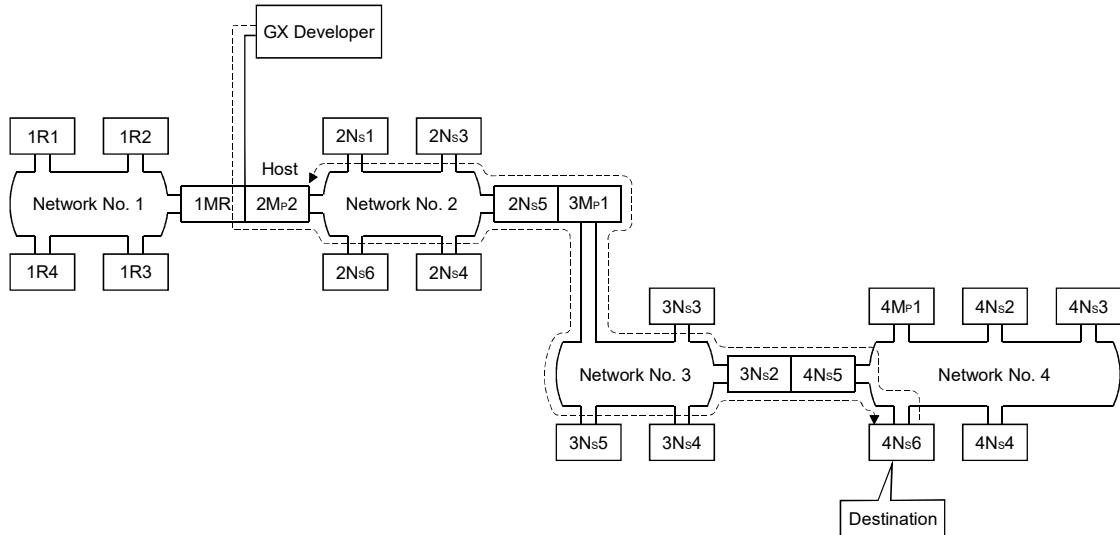 GX Developer
1R1
1R2
2Ns1
2Ns3
Host
Network No. 1
1MR
2MP2
Network No. 2
2Ns5
3MP1
1R4
1R3
2Ns6
2Ns4
3Ns3
4MP1
4Ns2
4Ns3
Network No. 3
3Ns2
4Ns5
Network No. 4
3Ns5
3Ns4
4Ns6
4Ns4
Destination